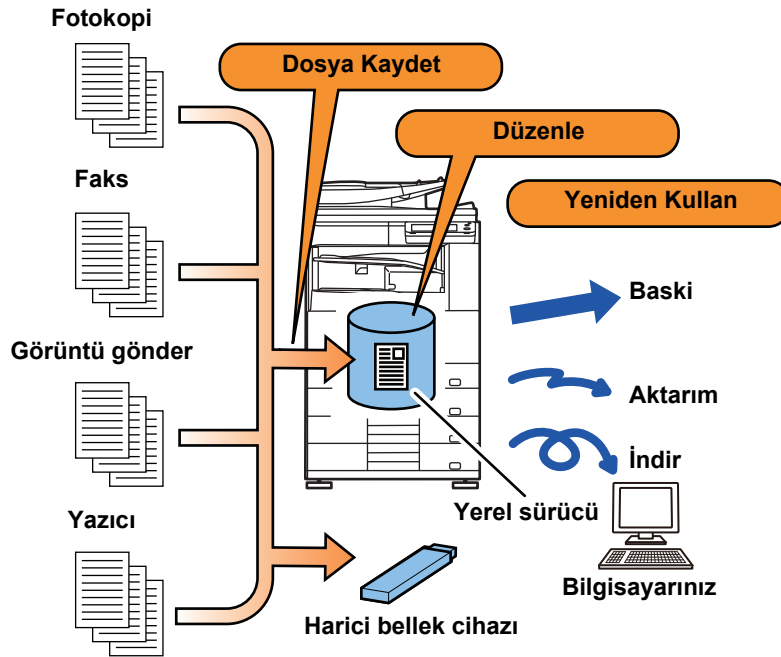 Fotokopi
Dosya Kaydet
Düzenle
Faks
Yeniden Kullan
Baski
Görüntü gönder
Aktarım
İndir
Yazıcı
Yerel sürücü
Bilgisayarınız
Harici bellek cihazı